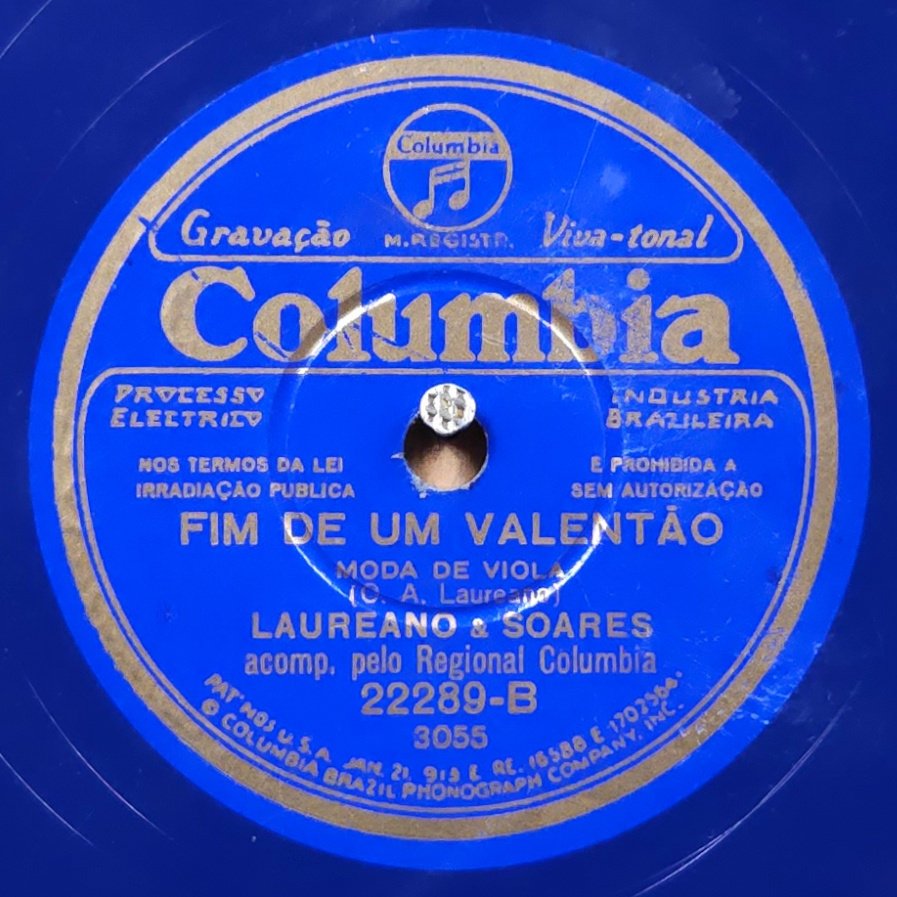 Columbia
Gravação M.REGISTR. Viva-tonal
Columbia
PROCESSO INDUSTRIA
ELECTRICO BRAZILEIRA
NOS TERMOS DA LEI E PROHIBIDA A
IRRADIAÇÃO PUBLICA SEM AUTORIZAÇÃO
FIM DE UM VALENTÃO
MODA DE VIOLA
(C. A. Laureano)
LAUREANO & SOARES
acomp. pelo Regional Columbia
22289-B
3055
PAT'NOS U.S.A. JAN. 21, 913 E RE. 16588 E 1702564.
© COLUMBIA BRAZIL PHONOGRAPH COMPANY, INC.